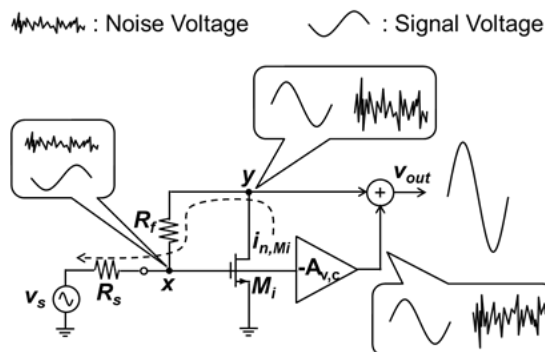 : Noise Voltage
: Signal Voltage
y
v_out
R_f
i_n,Mi
-A_v,c
v_s
R_s
x
M_i